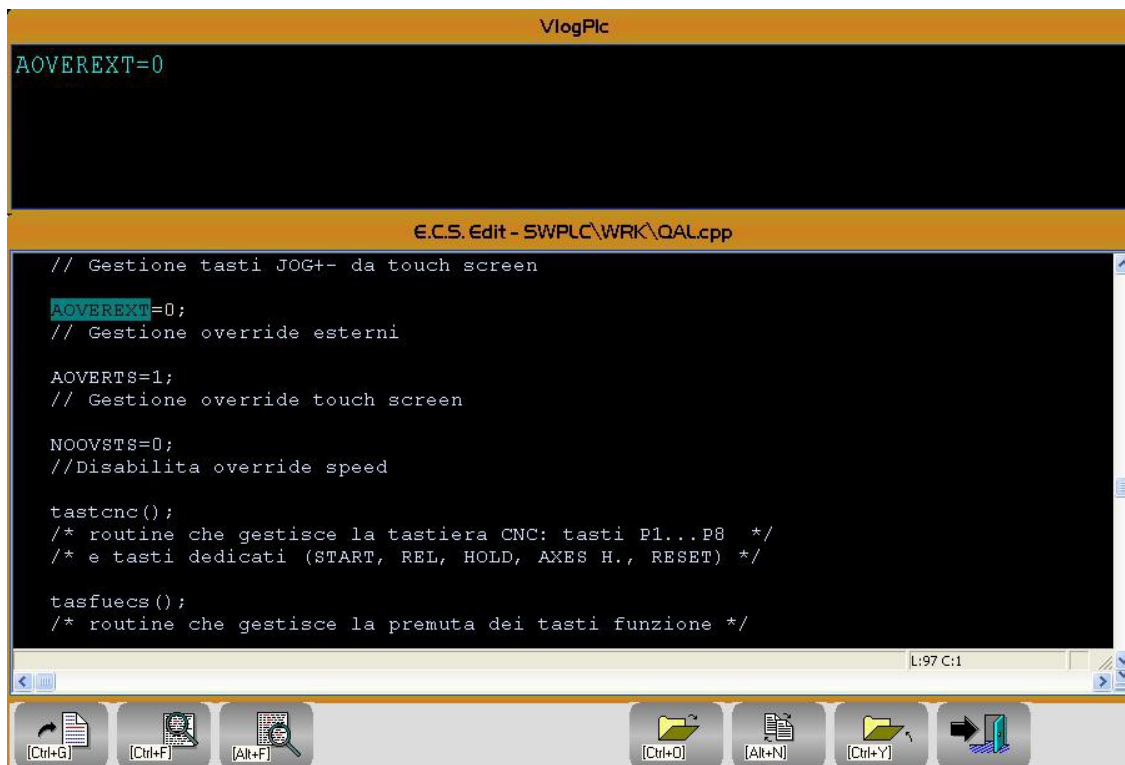 VlogPlc
AOVEREXT=0
E.C.S. Edit - SWPLC\WRK\QAL.cpp
// Gestione tasti JOG+- da touch screen
AOVEREXT=0;
// Gestione override esterni
AOVERTS=1;
// Gestione override touch screen
NOOVSTS=0;
//Disabilita override speed
tastcnc();
/* routine che gestisce la tastiera CNC: tasti P1...P8  */
/* e tasti dedicati (START, REL, HOLD, AXES H., RESET) */
tasfuecs();
/* routine che gestisce la premuta dei tasti funzione */
L:97 C:1
[Ctrl+G] [Ctrl+F] [Alt+F] [Ctrl+O] [Alt+N] [Ctrl+Y]